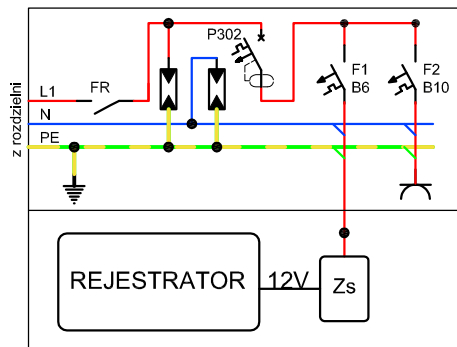 P302
F1
B6
F2
B10
L1
FR
N
PE
z rozdzielni
REJESTRATOR
12V
Zs